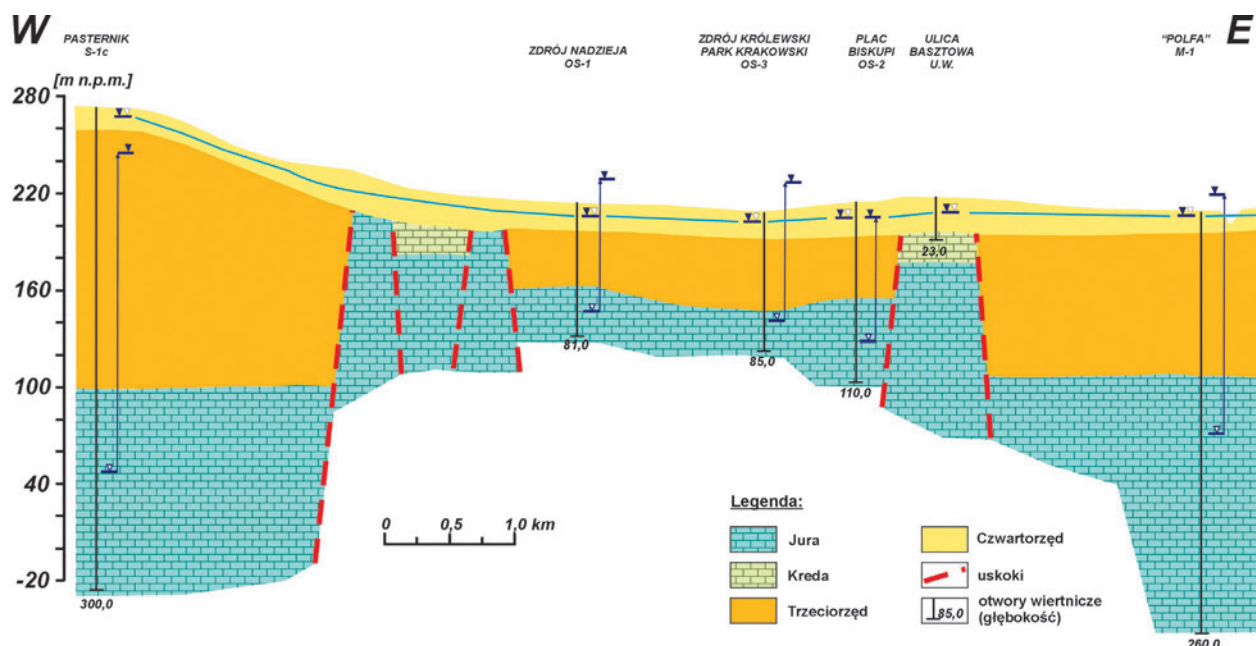 W
E
PASTERNIK
S-1c
ZDRÓJ NADZIEJA
OS-1
ZDRÓJ KRÓLEWSKI
PARK KRAKOWSKI
OS-3
PLAC
BISKUPI
OS-2
ULICA
BASZTOWA
U.W.
"POLFA"
M-1
[m n.p.m.]
280
220
160
100
40
-20
23,0
81,0
85,0
110,0
300,0
260,0
0 0,5 1,0 km
Legenda:
Jura
Kreda
Trzeciorzęd
Czwartorzęd
uskoki
85,0
otwory wiertnicze
(głębokość)